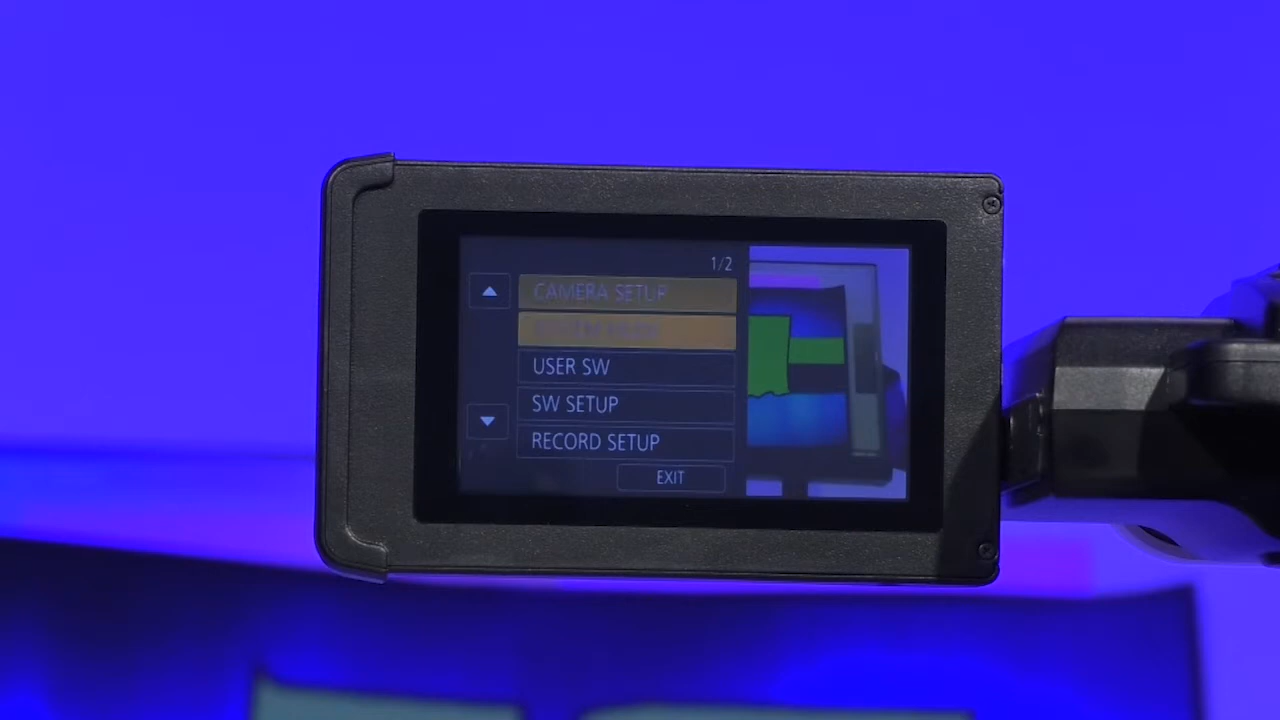 1/2
CAMERA SETUP
USER SW
SW SETUP
RECORD SETUP
EXIT